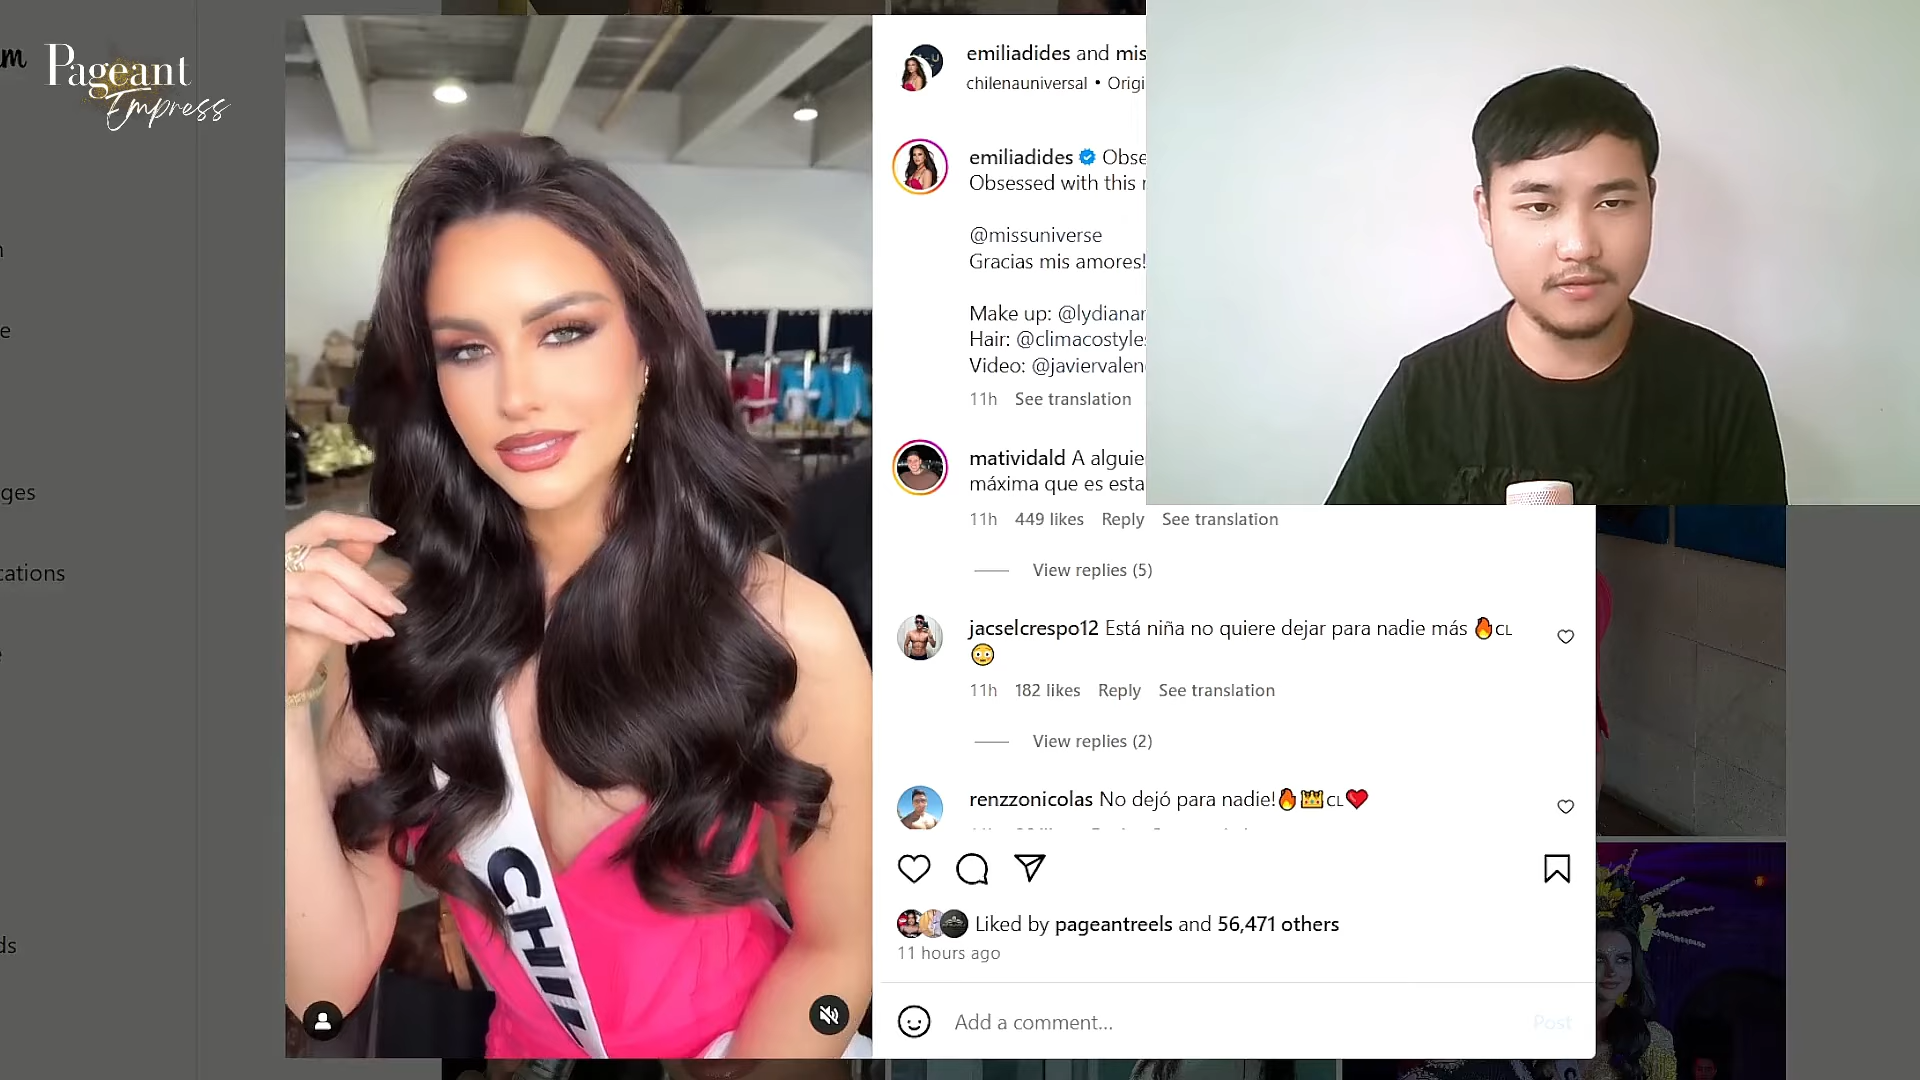 m
Pageant
Empress
ges
cations
ds
emiliadides and mis
chilenauniversal • Origi
emiliadides Obse
Obsessed with this
@missuniverse
Gracias mis amores!
Make up: @lydianar
Hair: @climacostyle
Video: @javiervalen
11h See translation
matividald A alguie
máxima que es esta
11h 449 likes Reply See translation
View replies (5)
jacselcrespo12 Está niña no quiere dejar para nadie más 🔥CL
😳
11h 182 likes Reply See translation
View replies (2)
renzzonicolas No dejó para nadie!🔥👑CL❤️
Liked by pageantreels and 56,471 others
11 hours ago
Add a comment...
Post
CHIL